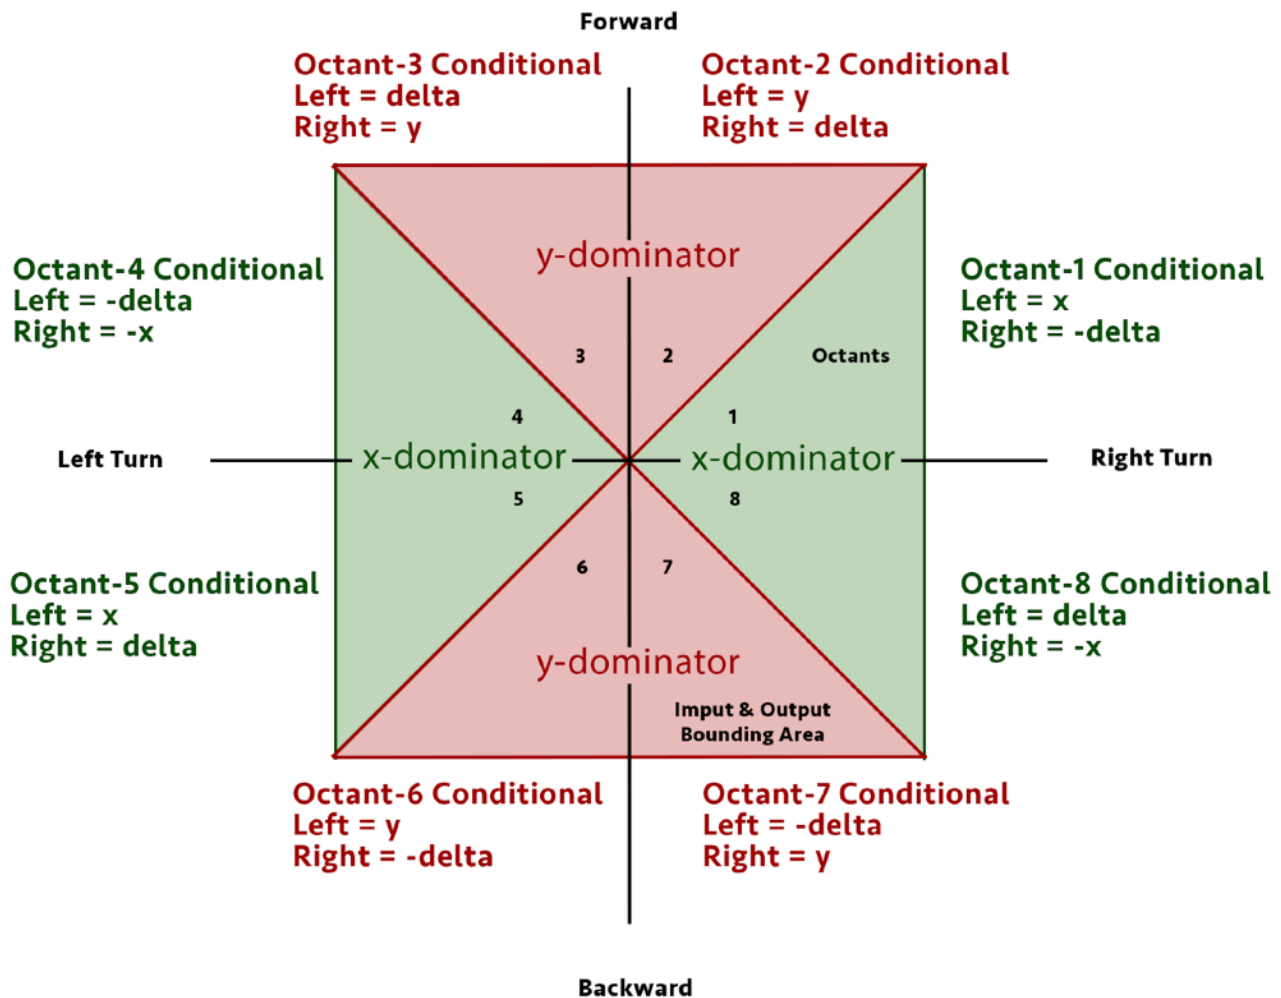 Forward
Octant-3 Conditional
Left = delta
Right = y
Octant-2 Conditional
Left = y
Right = delta
y-dominator
Octant-4 Conditional
Left = -delta
Right = -x
Octant-1 Conditional
Left = x
Right = -delta
3
2
Octants
4
1
Left Turn
x-dominator
x-dominator
Right Turn
5
8
6
7
Octant-5 Conditional
Left = x
Right = delta
Octant-8 Conditional
Left = delta
Right = -x
y-dominator
Imput & Output
Bounding Area
Octant-6 Conditional
Left = y
Right = -delta
Octant-7 Conditional
Left = -delta
Right = y
Backward